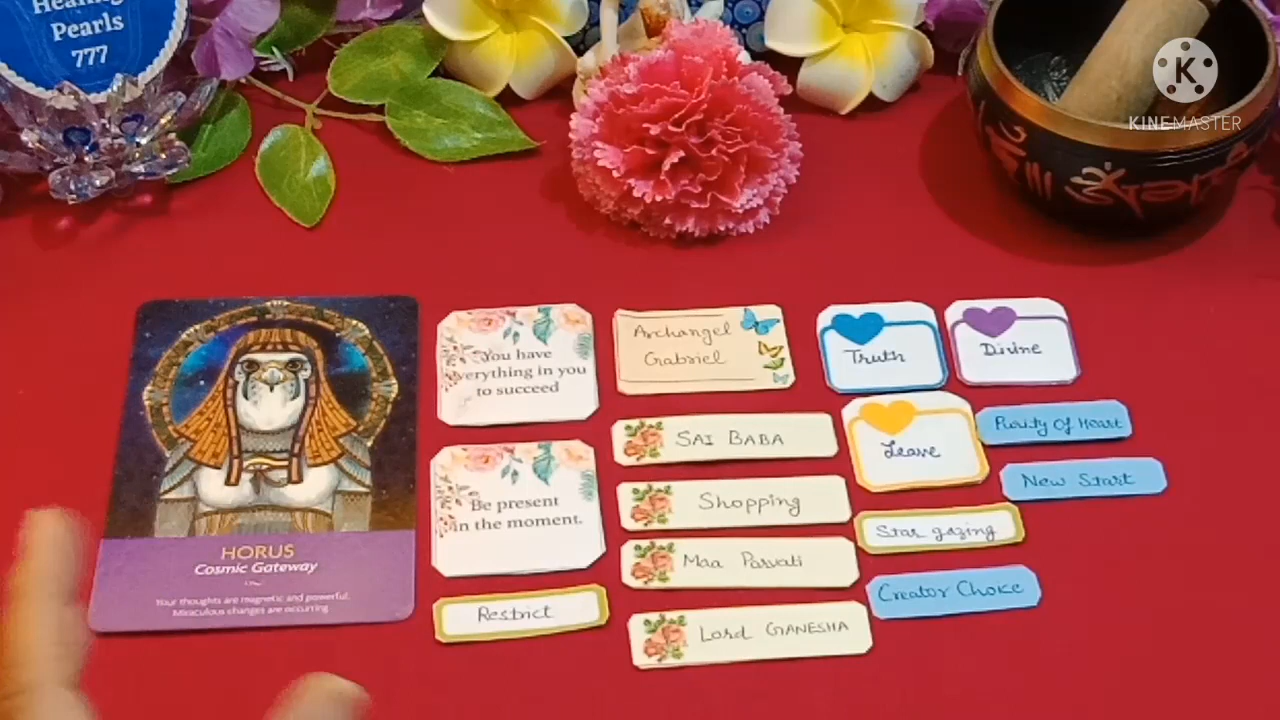 Pearls
777
KINEMASTER
HORUS
Cosmic Gateway
Your thoughts are magnetic and powerful.
Miraculous changes are occurring.
You have
everything in you
to succeed
Be present
in the moment.
Restrict
Archangel
Gabriel
SAI BABA
Shopping
Maa Parvati
Lord GANESHA
Truth
Divine
Leave
Purity Of Heart
New Start
Star gazing
Creator Choice